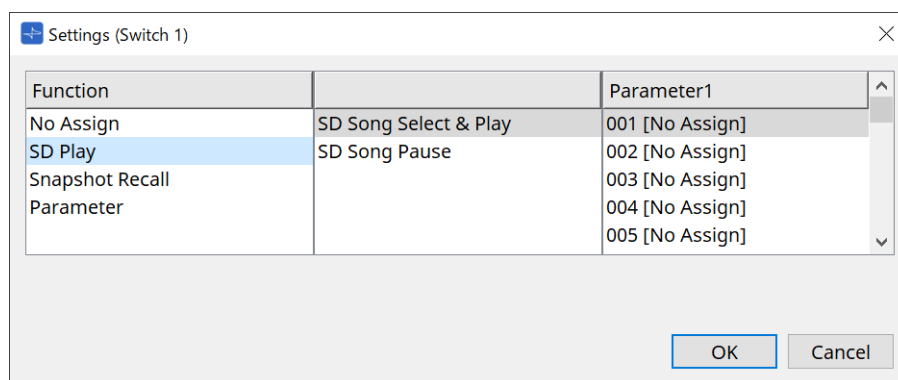 Settings (Switch 1)
Function
Parameter1
No Assign
SD Song Select & Play
001 [No Assign]
SD Play
SD Song Pause
002 [No Assign]
Snapshot Recall
003 [No Assign]
Parameter
004 [No Assign]
005 [No Assign]
OK
Cancel